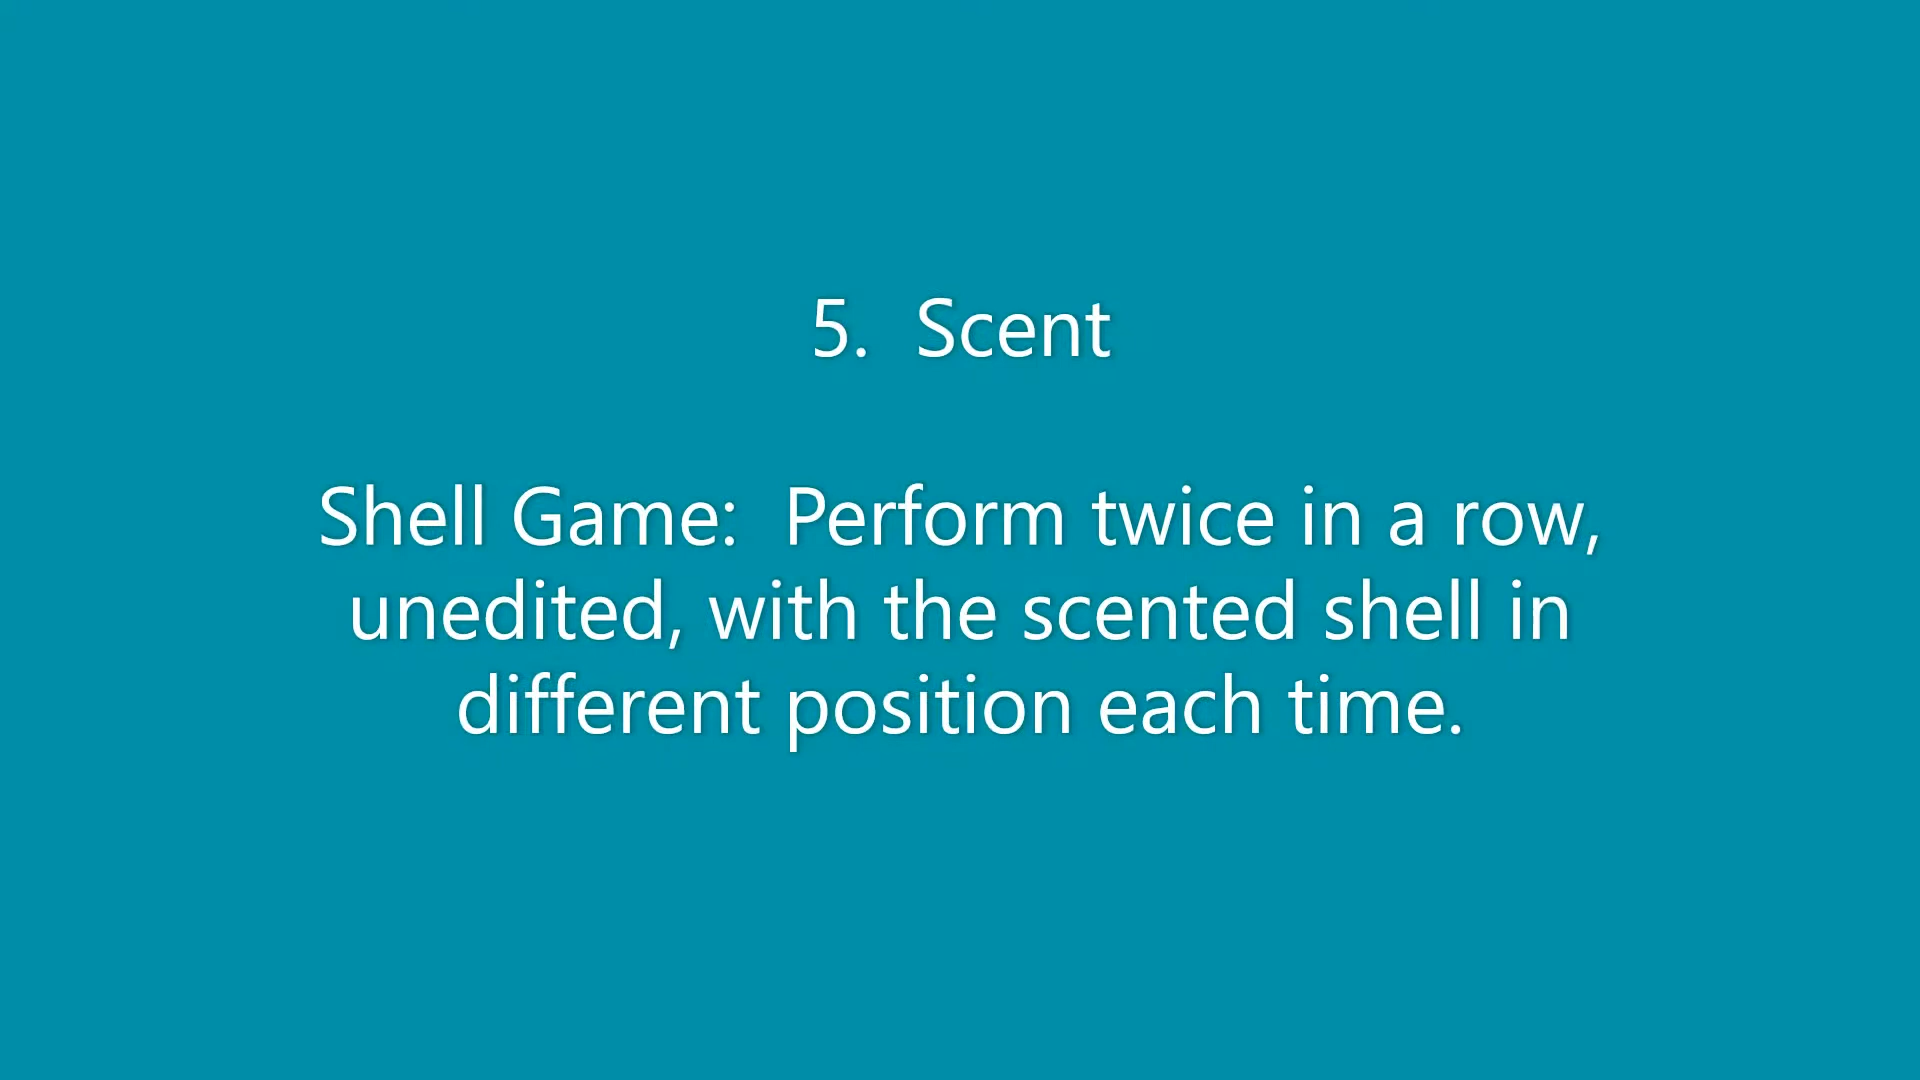 5.  Scent
Shell Game:  Perform twice in a row,
unedited, with the scented shell in
different position each time.